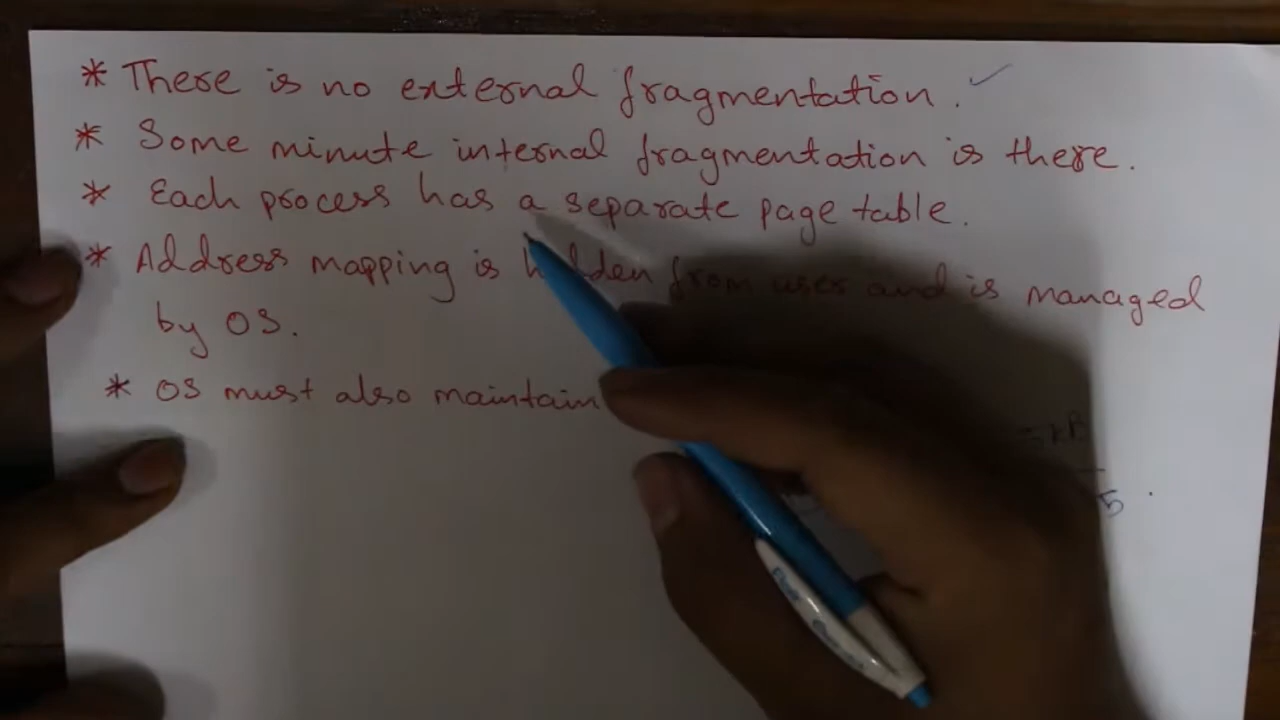 * There is no external fragmentation.
* Some minute internal fragmentation is there.
* Each process has a separate page table.
* Address mapping is hidden from user and is managed
by OS.
* OS must also maintain
5